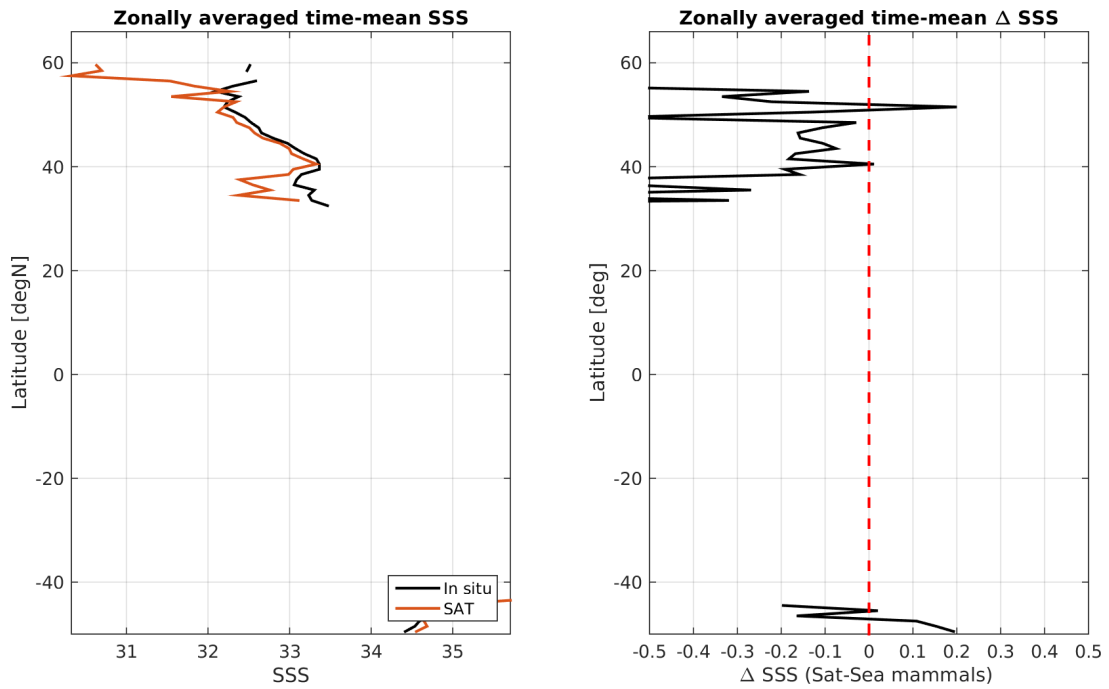 Zonally averaged time-mean SSS
60
40
20
0
-20
-40
Latitude [degN]
31 32 33 34 35
SSS
In situ
SAT
Zonally averaged time-mean Δ SSS
60
40
20
0
-20
-40
Latitude [deg]
-0.5 -0.4 -0.3 -0.2 -0.1 0 0.1 0.2 0.3 0.4 0.5
Δ SSS (Sat-Sea mammals)